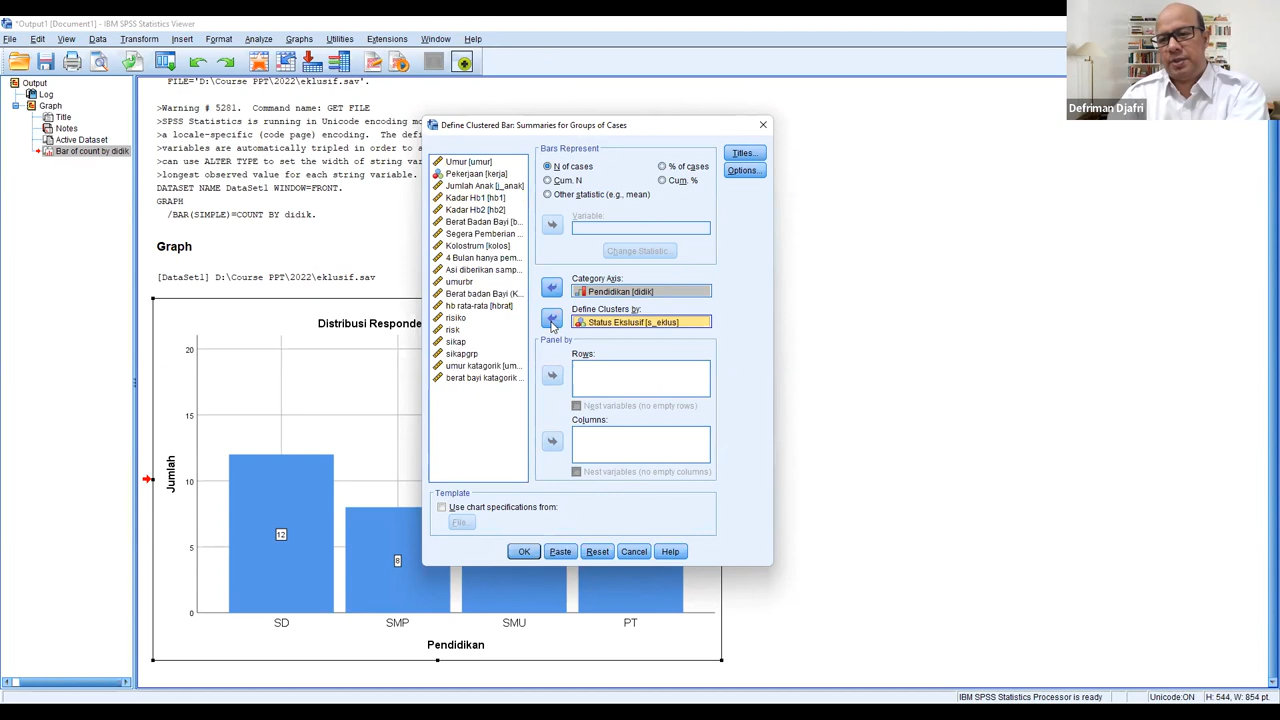 *Output1 [Document1] - IBM SPSS Statistics Viewer
File Edit View Data Transform Insert Format Analyze Graphs Utilities Extensions Window Help
Output
Log
Graph
Title
Notes
Active Dataset
Bar of count by didik
FILE='D:\Course PPT\2022\eklusif.sav'.
>Warning # 5281. Command name: GET FILE
>SPSS Statistics is running in Unicode encoding mo
>a locale-specific (code page) encoding. The defi
>variables are automatically tripled in order to a
>can use ALTER TYPE to set the width of string var
>longest observed value for each string variable.
DATASET NAME DataSet1 WINDOW=FRONT.
GRAPH
/BAR(SIMPLE)=COUNT BY didik.
Graph
[DataSet1] D:\Course PPT\2022\eklusif.sav
Distribusi Responde
Jumlah
20
15
10
5
0
12
8
SD SMP SMU PT
Pendidikan
Define Clustered Bar: Summaries for Groups of Cases
Umur [umur]
Pekerjaan [kerja]
Jumlah Anak [j_anak]
Kadar Hb1 [hb1]
Kadar Hb2 [hb2]
Berat Badan Bayi [b...
Segera Pemberian ...
Kolostrum [kolos]
4 Bulan hanya pem...
Asi diberikan samp...
umurbr
Berat badan Bayi (K...
hb rata-rata [hbrat]
risiko
risk
sikap
sikapgrp
umur katagorik [um...
berat bayi katagorik ...
Bars Represent
N of cases % of cases
Cum. N Cum. %
Other statistic (e.g., mean)
Variable:
Change Statistic...
Category Axis:
Pendidikan [didik]
Define Clusters by:
Status Ekslusif [s_eklus]
Panel by
Rows:
Nest variables (no empty rows)
Columns:
Nest variables (no empty columns)
Titles...
Options...
Template
Use chart specifications from:
File...
OK Paste Reset Cancel Help
Defriman Djafri
IBM SPSS Statistics Processor is ready Unicode:ON H: 544, W: 854 pt.